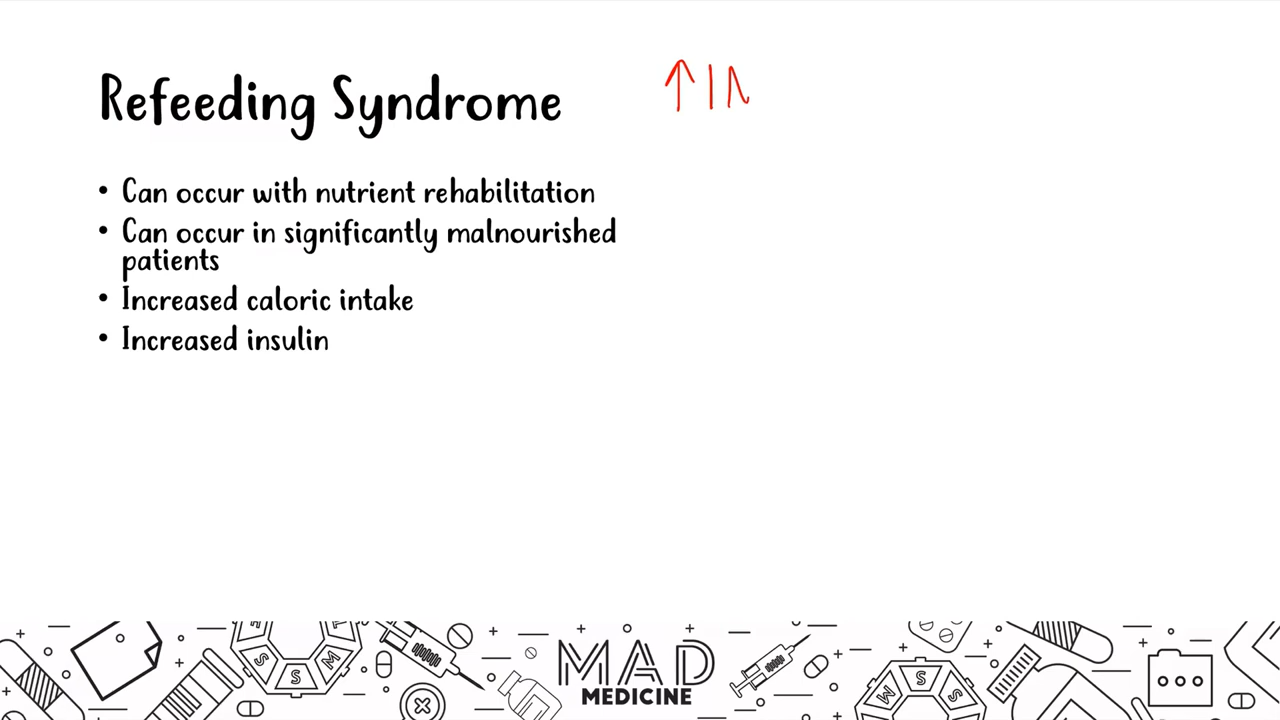 Refeeding Syndrome
↑ IN
• Can occur with nutrient rehabilitation
• Can occur in significantly malnourished
patients
• Increased caloric intake
• Increased insulin
MAD
MEDICINE